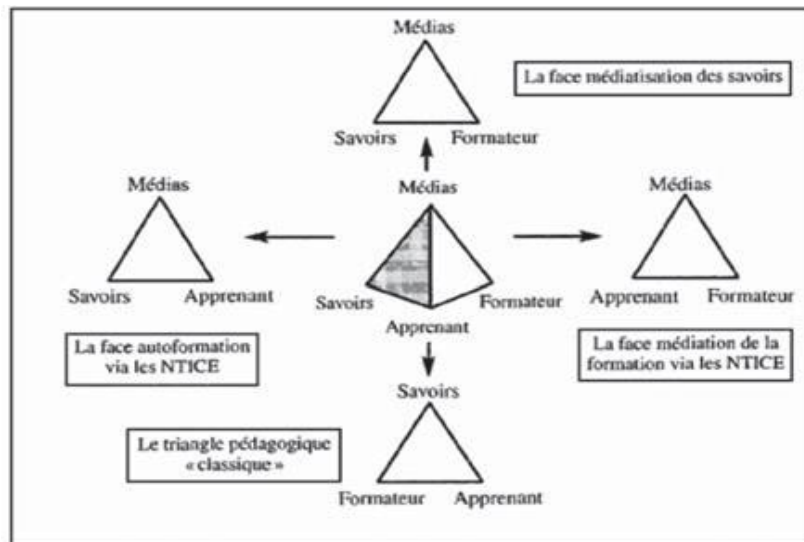 Médias
La face médiatisation des savoirs
Savoirs Formateur
Médias
Médias
Médias
Savoirs Apprenant
Savoirs
Formateur
Apprenant
Apprenant Formateur
La face autoformation
via les NTICE
La face médiation de la
formation via les NTICE
Savoirs
Le triangle pédagogique
« classique »
Formateur Apprenant